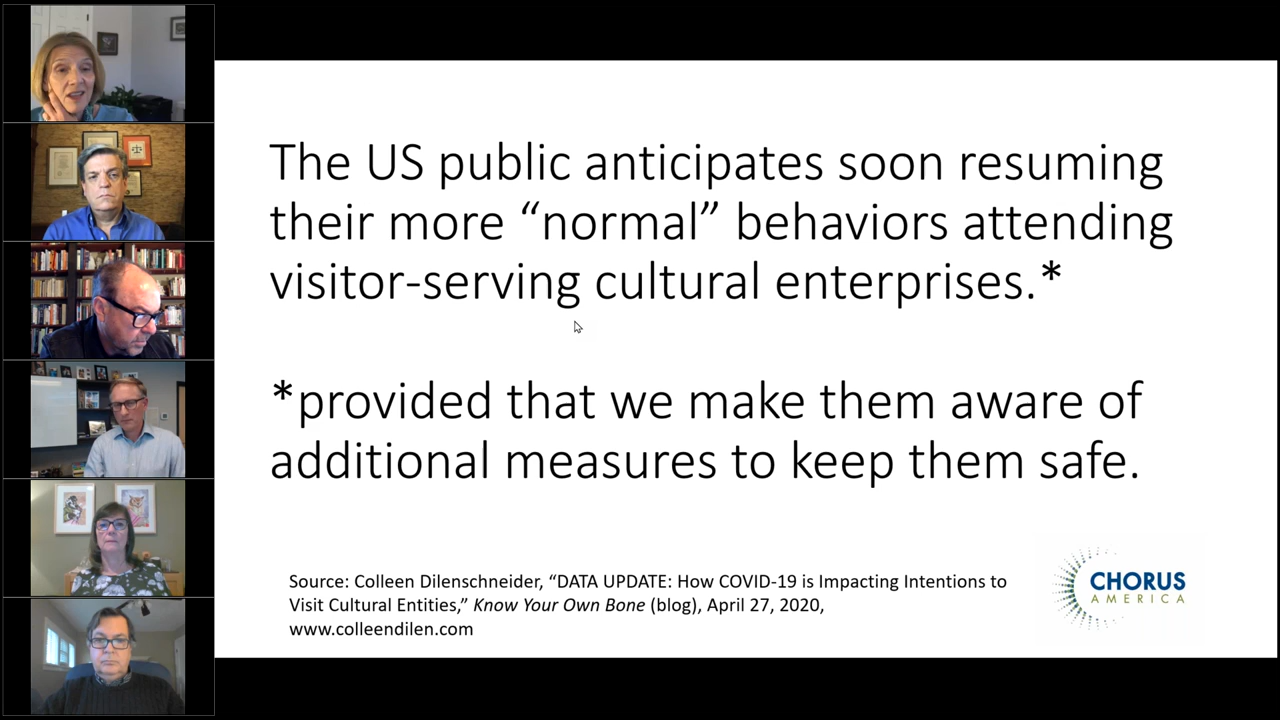 The US public anticipates soon resuming
their more “normal” behaviors attending
visitor-serving cultural enterprises.*
*provided that we make them aware of
additional measures to keep them safe.
Source: Colleen Dilenschneider, “DATA UPDATE: How COVID-19 is Impacting Intentions to
Visit Cultural Entities,” Know Your Own Bone (blog), April 27, 2020,
www.colleendilen.com
CHORUS
AMERICA